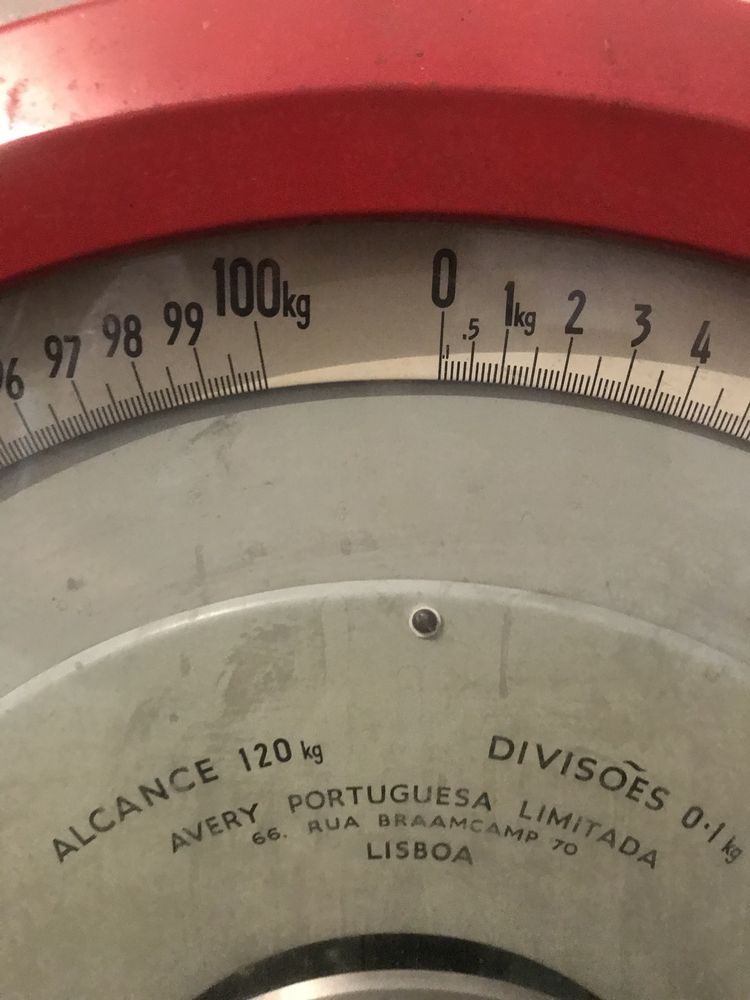 96 97 98 99 100kg 0 .5 1kg 2 3 4
ALCANCE 120 kg DIVISÕES 0·1 kg
AVERY PORTUGUESA LIMITADA
66. RUA BRAAMCAMP 70
LISBOA